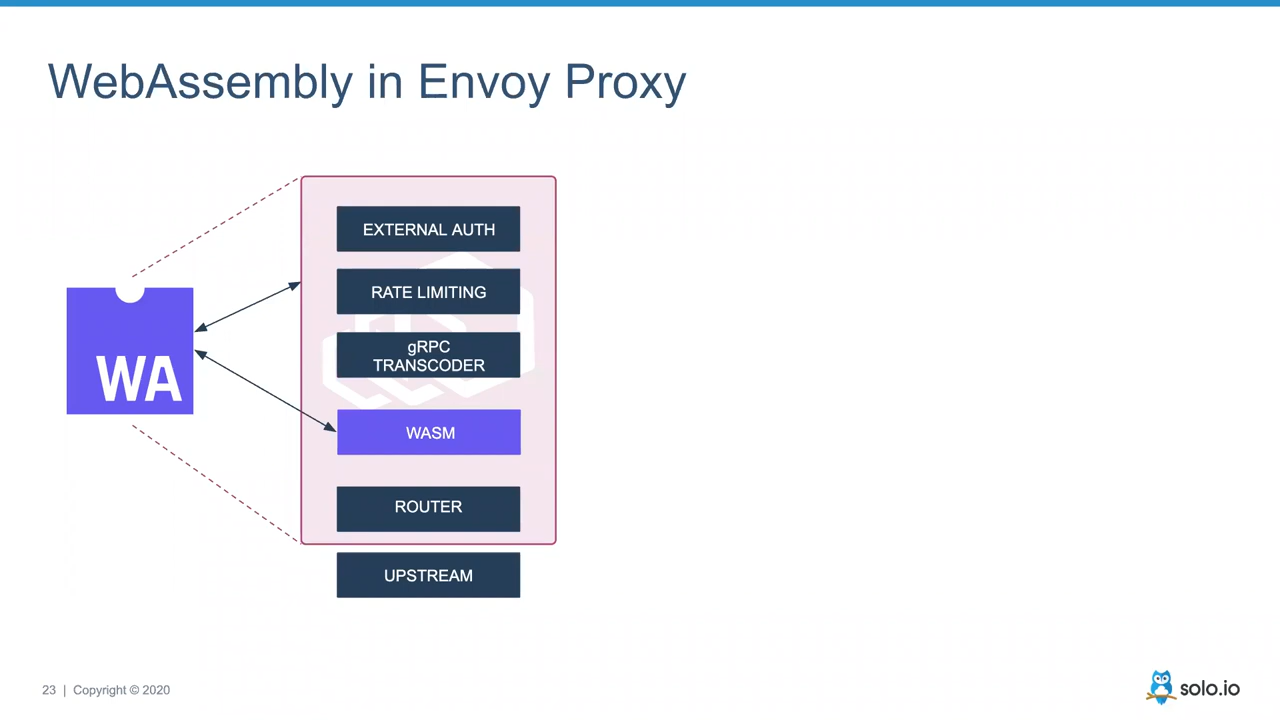 WebAssembly in Envoy Proxy
EXTERNAL AUTH
RATE LIMITING
gRPC
TRANSCODER
WA
WASM
ROUTER
UPSTREAM
23 | Copyright © 2020
solo.io